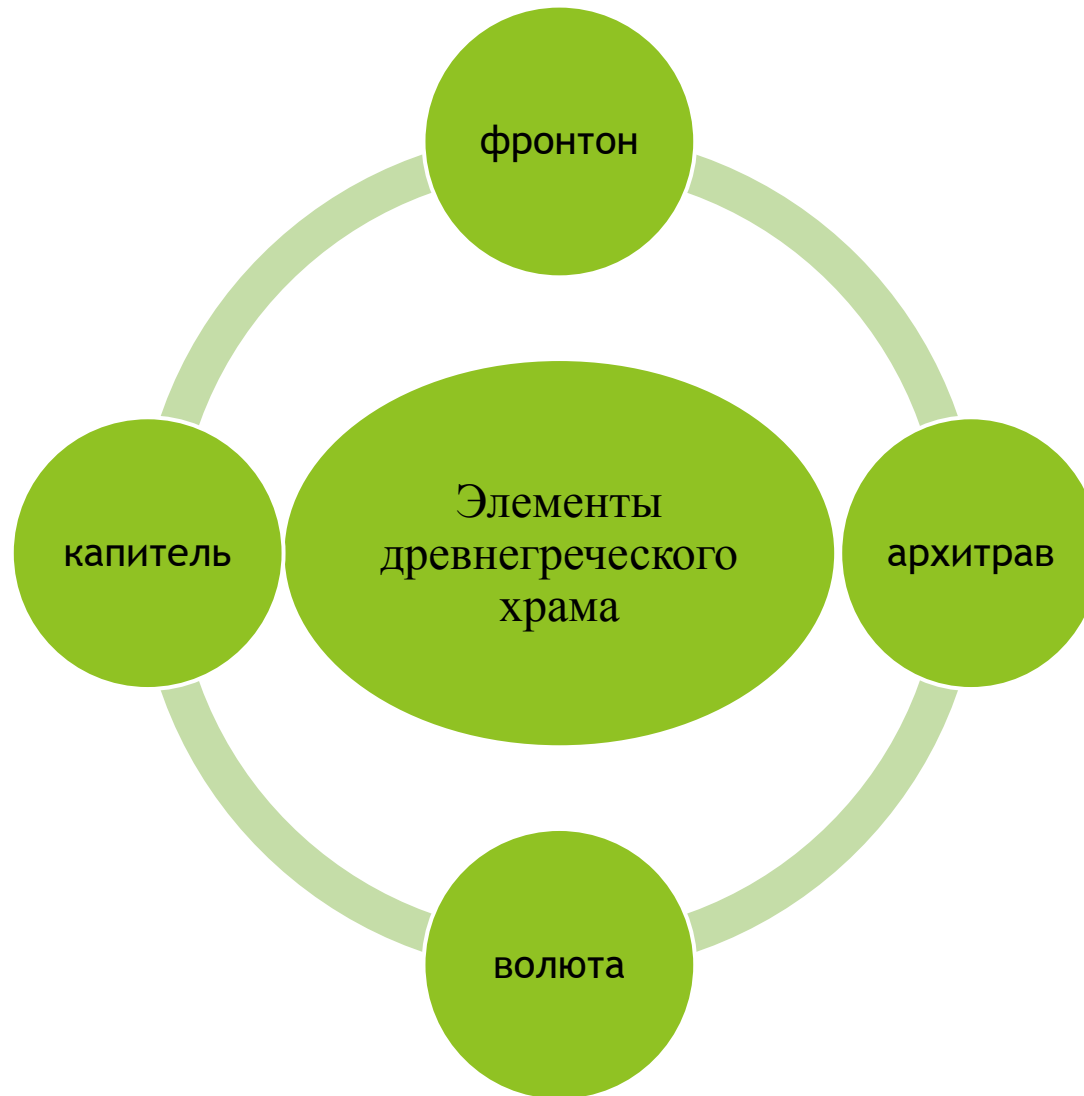 фронтон
капитель
Элементы
древнегреческого
храма
архитрав
волюта